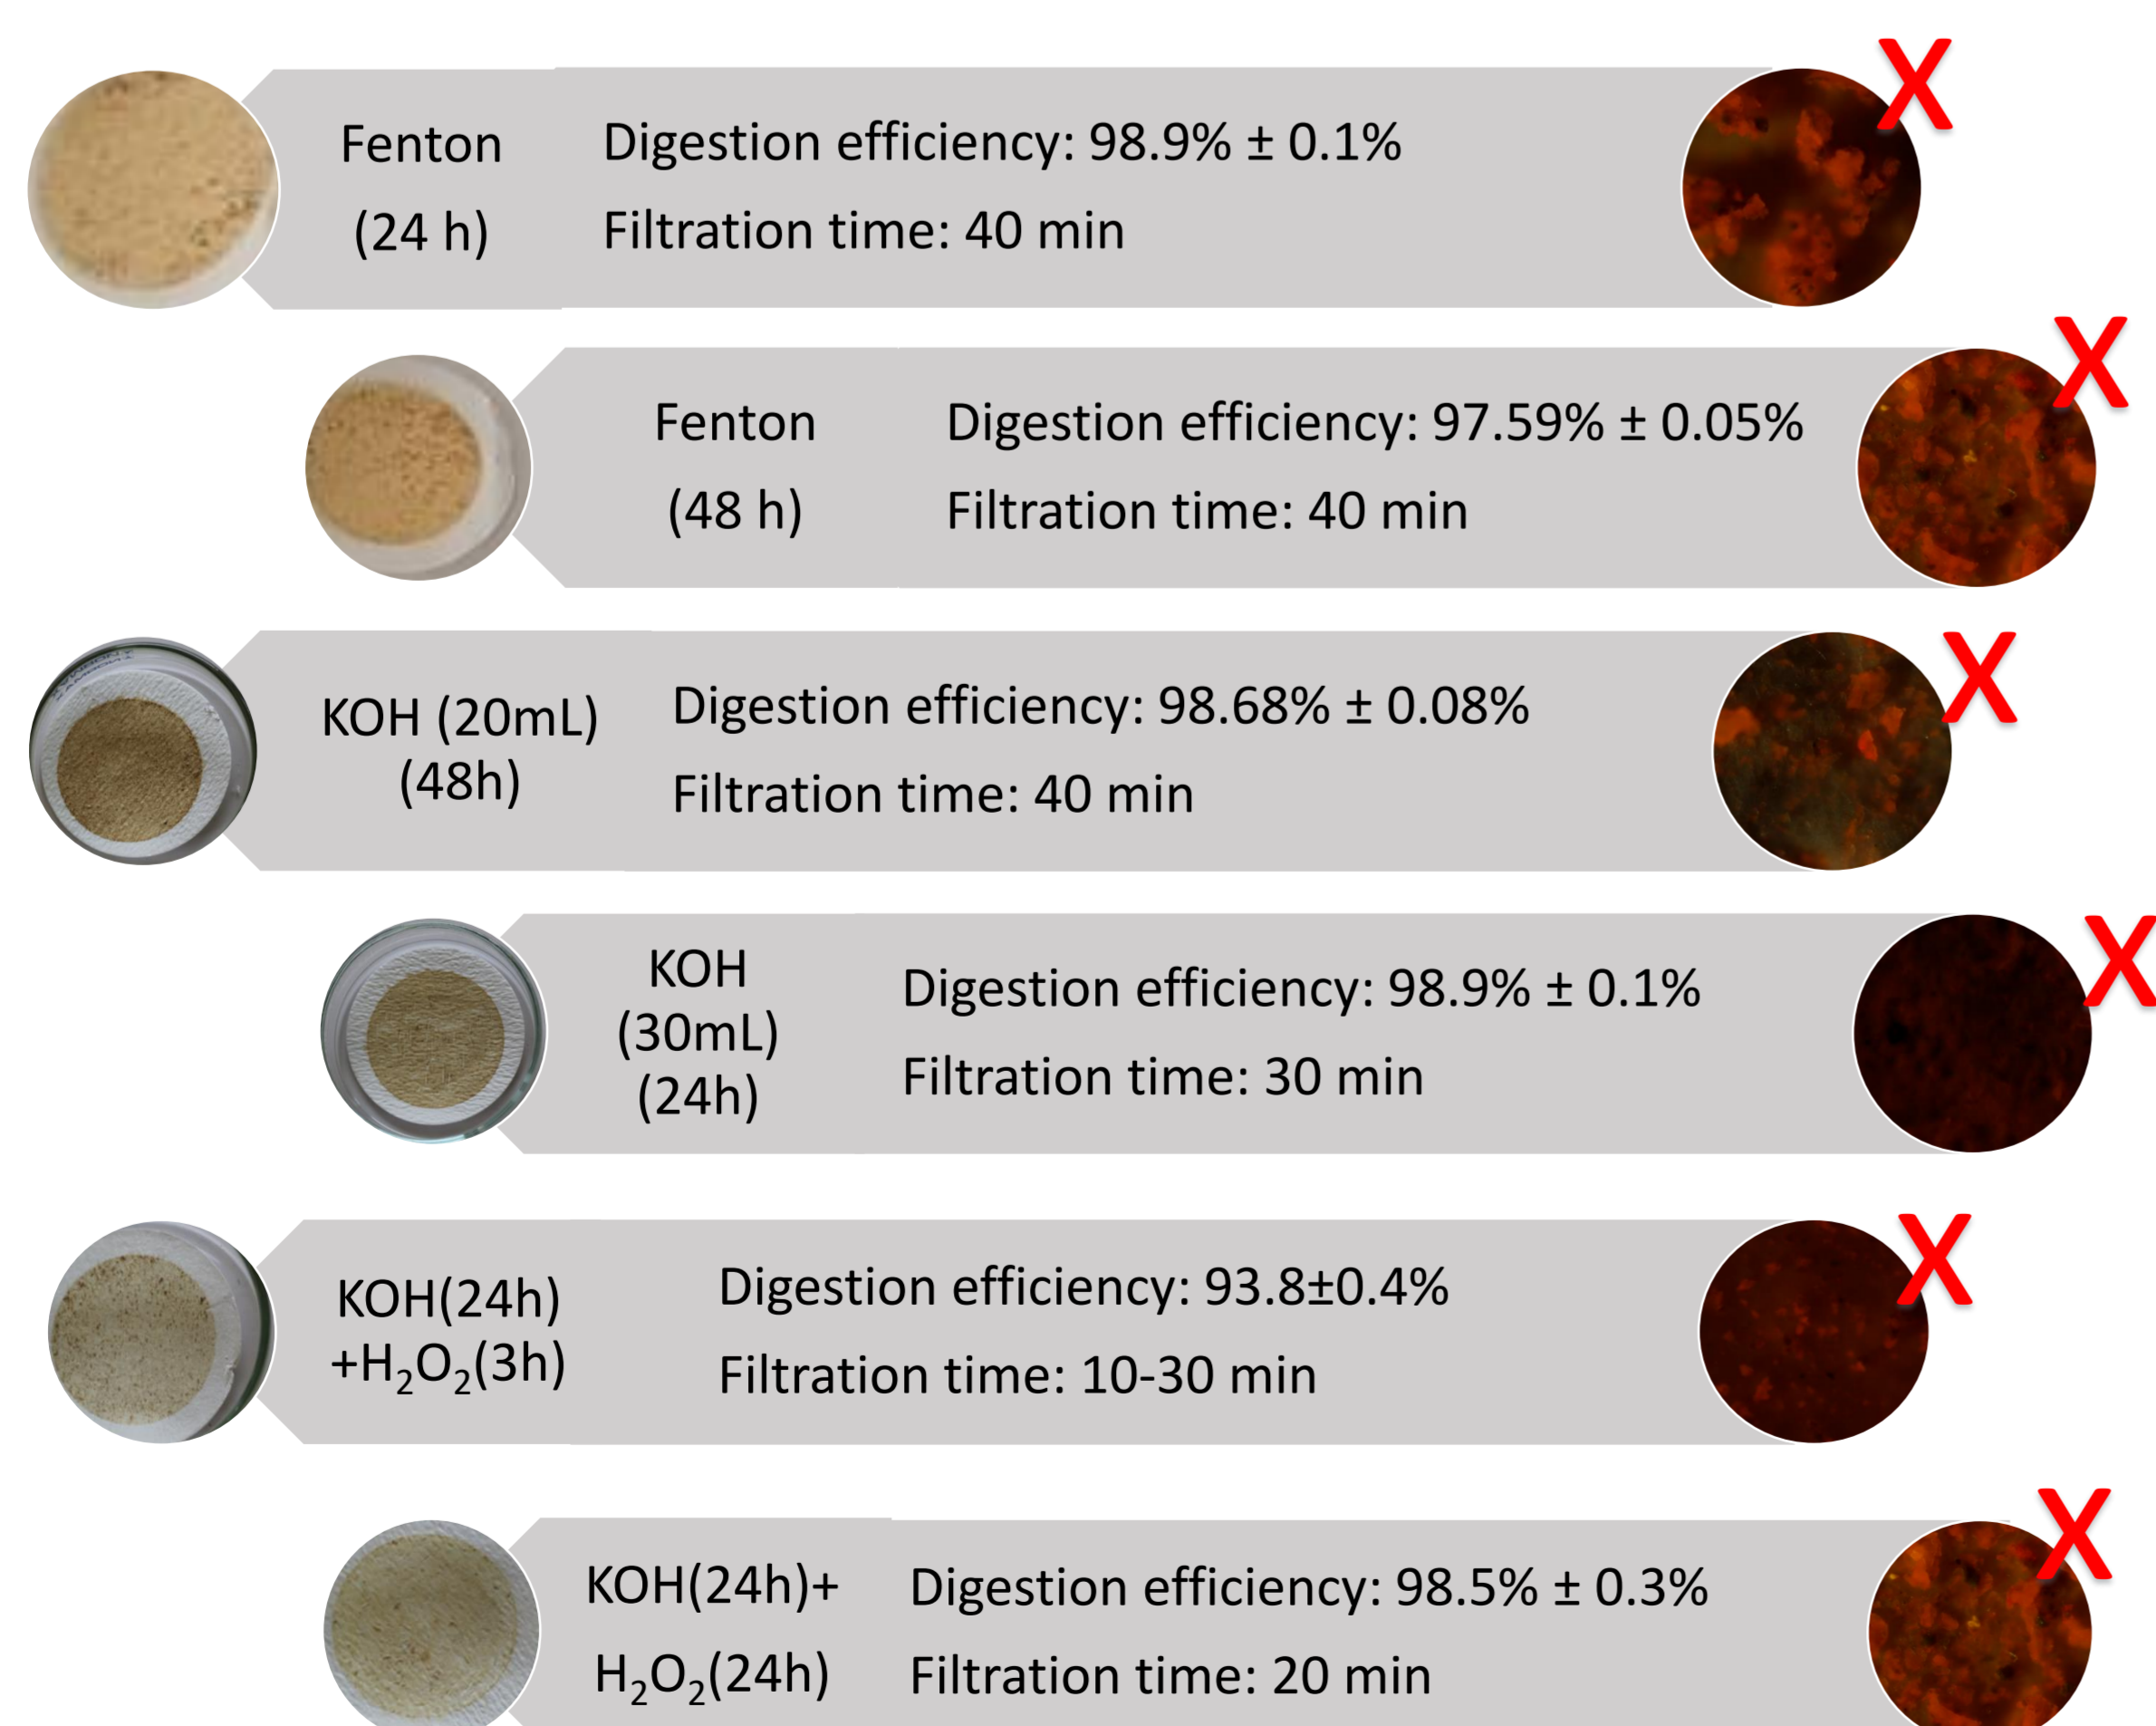 Fenton
(24 h)
Digestion efficiency: 98.9% ± 0.1%
Filtration time: 40 min
X
Fenton
(48 h)
Digestion efficiency: 97.59% ± 0.05%
Filtration time: 40 min
X
KOH (20mL)
(48h)
Digestion efficiency: 98.68% ± 0.08%
Filtration time: 40 min
X
KOH
(30mL)
(24h)
Digestion efficiency: 98.9% ± 0.1%
Filtration time: 30 min
X
KOH(24h)
+H₂O₂(3h)
Digestion efficiency: 93.8±0.4%
Filtration time: 10-30 min
X
KOH(24h)+
H₂O₂(24h)
Digestion efficiency: 98.5% ± 0.3%
Filtration time: 20 min
X